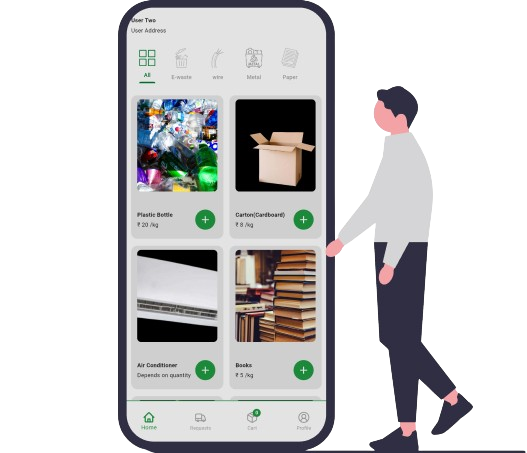 User Two
User Address
All
E-waste
wire
Metal
Paper
Plastic Bottle
₹ 20 /kg
Carton(Cardboard)
₹ 8 /kg
Air Conditioner
Depends on quantity
Books
₹ 5 /kg
Home
Requests
0
Cart
Profile